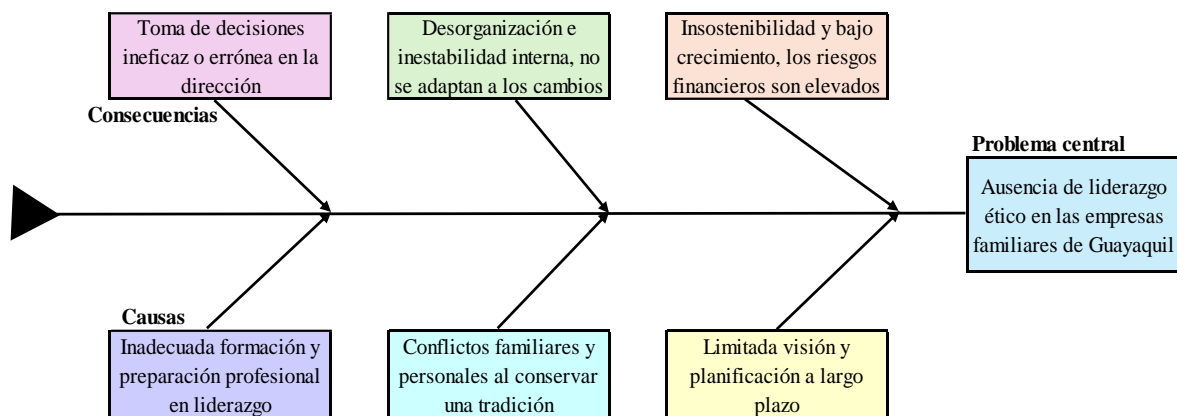 Toma de decisiones
ineficaz o errónea en la
dirección
Desorganización e
inestabilidad interna, no
se adaptan a los cambios
Insostenibilidad y bajo
crecimiento, los riesgos
financieros son elevados
Consecuencias
Problema central
Ausencia de liderazgo
ético en las empresas
familiares de Guayaquil
Causas
Inadecuada formación y
preparación profesional
en liderazgo
Conflictos familiares y
personales al conservar
una tradición
Limitada visión y
planificación a largo
plazo